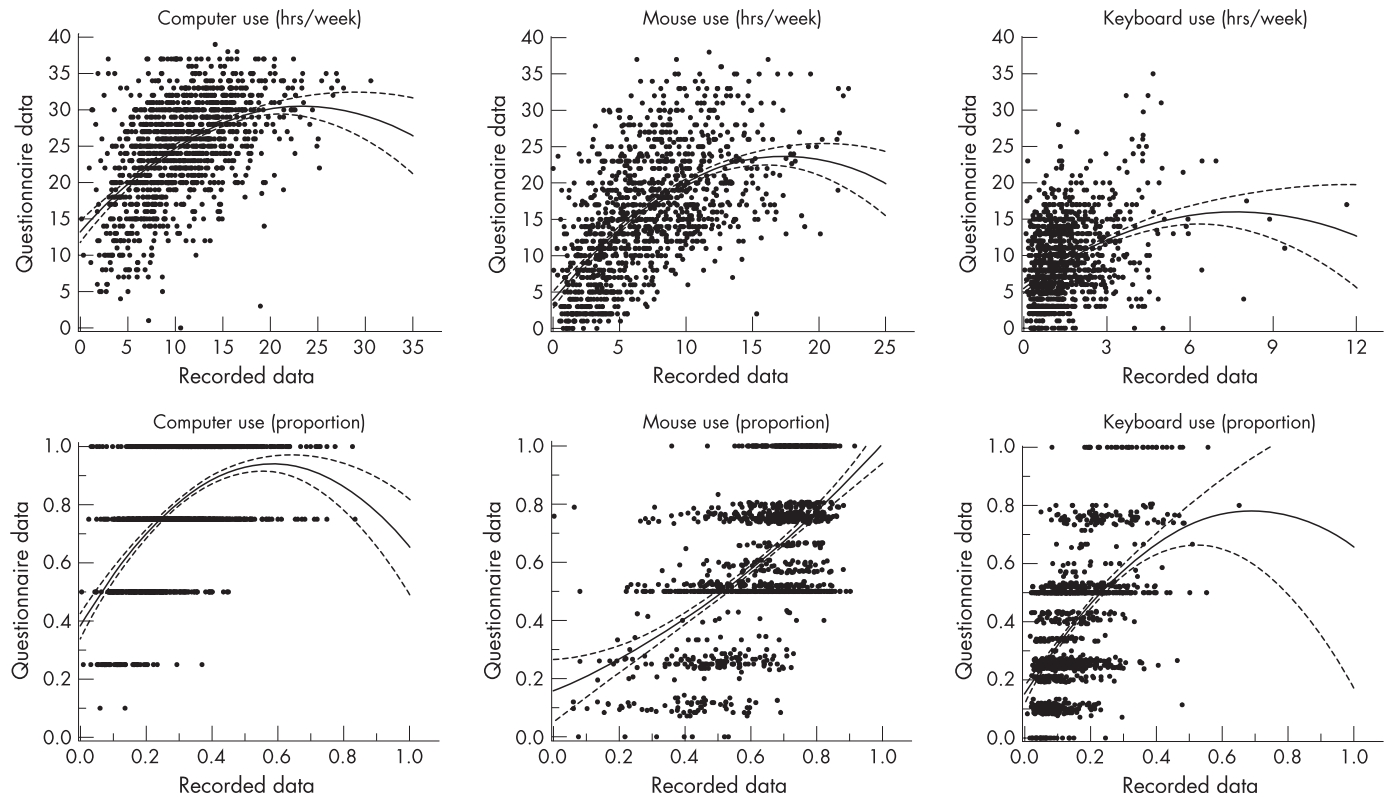 Computer use (hrs/week)
Mouse use (hrs/week)
Keyboard use (hrs/week)
40
35
30
25
20
15
10
5
0
Questionnaire data
0 5 10 15 20 25 30 35
Recorded data
40
35
30
25
20
15
10
5
0
Questionnaire data
0 5 10 15 20 25
Recorded data
40
35
30
25
20
15
10
5
0
Questionnaire data
0 3 6 9 12
Recorded data
Computer use (proportion)
Mouse use (proportion)
Keyboard use (proportion)
1.0
0.8
0.6
0.4
0.2
0.0
Questionnaire data
0.0 0.2 0.4 0.6 0.8 1.0
Recorded data
1.0
0.8
0.6
0.4
0.2
0.0
Questionnaire data
0.0 0.2 0.4 0.6 0.8 1.0
Recorded data
1.0
0.8
0.6
0.4
0.2
0.0
Questionnaire data
0.0 0.2 0.4 0.6 0.8 1.0
Recorded data